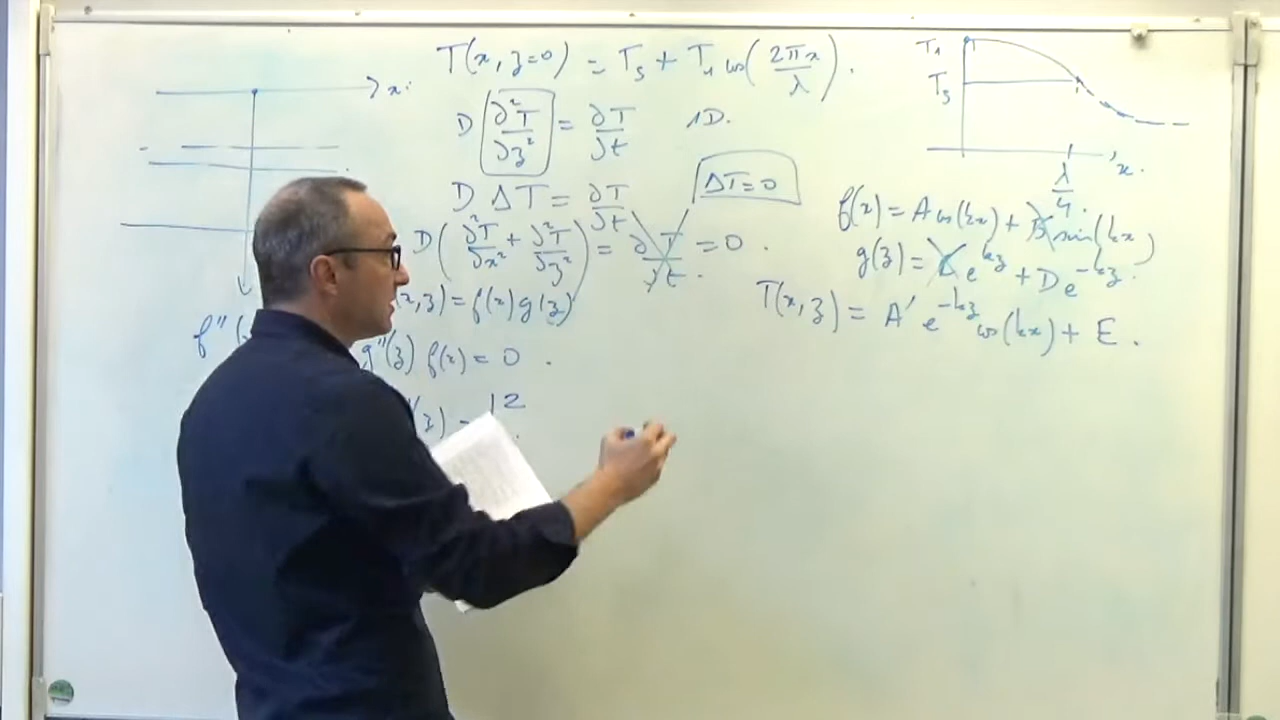 x
T(x, z=0) = T_s + T_1 cos(2πx/λ).
D ∂²T/∂z² = ∂T/∂t 1D.
D ΔT = ∂T/∂t
ΔT=0
D(∂²T/∂x² + ∂²T/∂z²) = ∂T/∂t = 0.
(x,z) = f(x) g(z)
f''(
g''(z) f(x) = 0.
T_1
T_s
x.
λ/4.
f(x) = A cos(kx) + B sin(kx)
g(z) = C e^{kz} + D e^{-kz}.
T(x,z) = A' e^{-kz} cos(kx) + E.